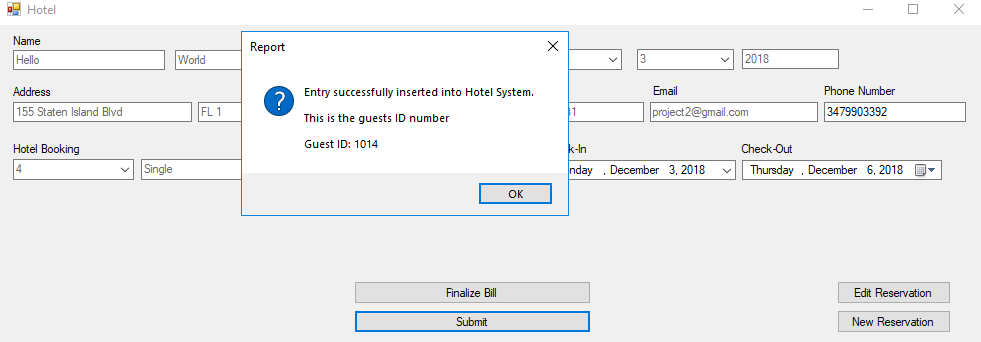 Hotel
Name
Hello World 3 2018
Address Email Phone Number
155 Staten Island Blvd FL 1 project2@gmail.com 3479903392
Hotel Booking Check-Out
4 Single , December 3, 2018 Thursday , December 6, 2018
Report
Entry successfully inserted into Hotel System.
This is the guests ID number
Guest ID: 1014
OK
Finalize Bill Edit Reservation
Submit New Reservation